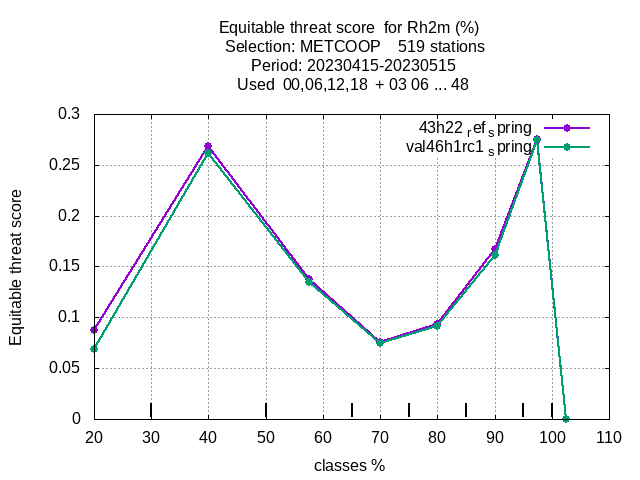 Equitable threat score  for Rh2m (%)
Selection: METCOOP    519 stations
Period: 20230415-20230515
Used  00,06,12,18  + 03 06 ... 48
0.3
0.25
0.2
0.15
0.1
0.05
0
Equitable threat score
43h22 ref spring
val46h1rc1 spring
20 30 40 50 60 70 80 90 100 110
classes %